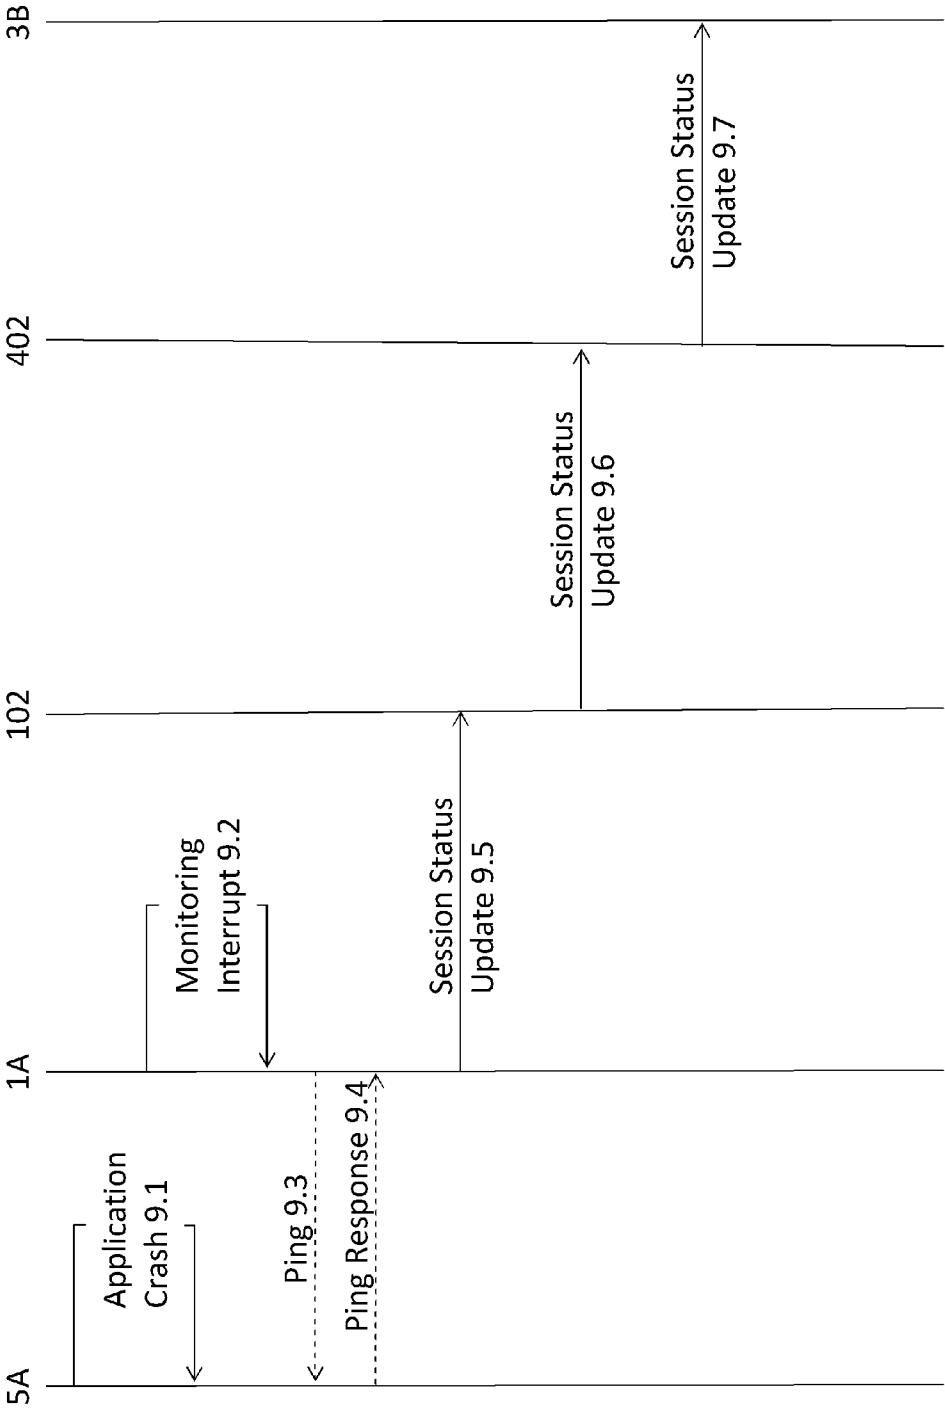 5A
1A
102
402
3B
Application
Crash 9.1
Monitoring
Interrupt 9.2
Ping 9.3
Ping Response 9.4
Session Status
Update 9.5
Session Status
Update 9.6
Session Status
Update 9.7